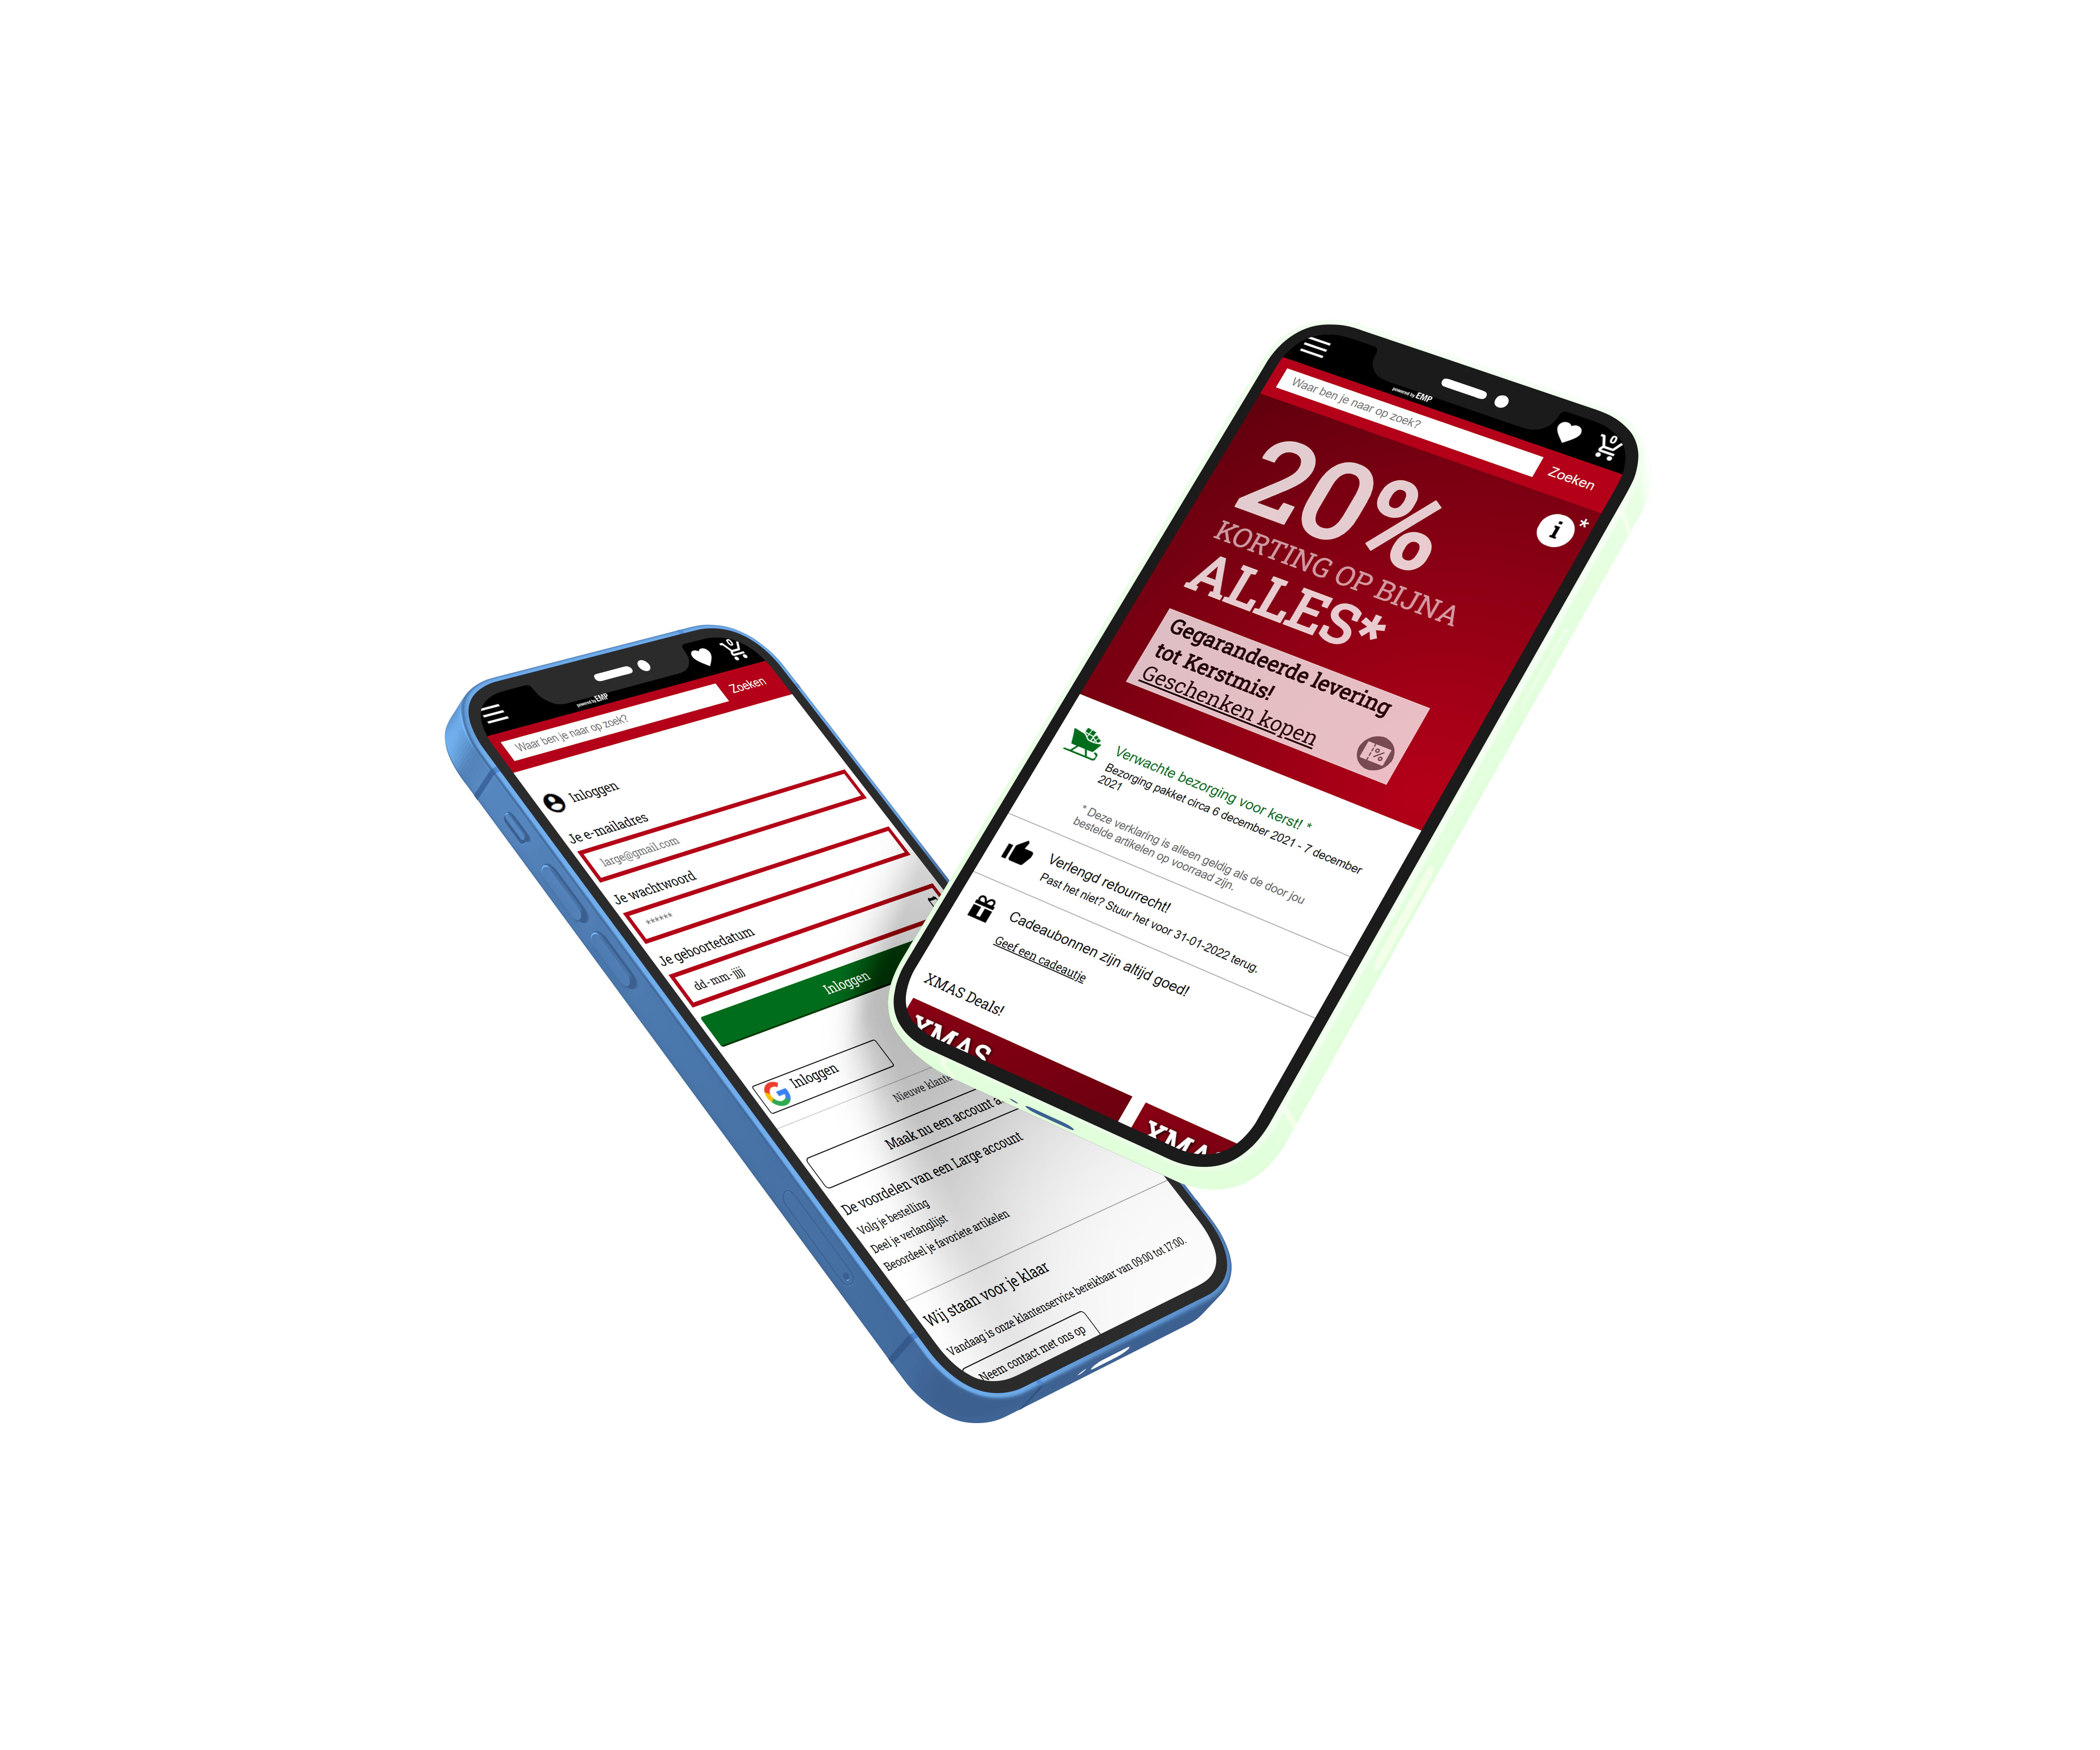 0
powered by EMP
Waar ben je naar op zoek?
Zoeken
Inloggen
Je e-mailadres
large@gmail.com
Je wachtwoord
******
Je geboortedatum
dd-mm-jjjj
Inloggen
Inloggen
Nieuwe
Maak nu een account
De voordelen van een Large account
Volg je bestelling
Deel je verlanglijst
Beoordeel je favoriete artikelen
Wij staan voor je klaar
Vandaag is onze klantenservice bereikbaar van 09:00 tot 17:00.
Neem contact met ons op
0
powered by EMP
Waar ben je naar op zoek?
Zoeken
i *
20%
KORTING OP BIJNA
ALLES*
Gegarandeerde levering
tot Kerstmis!
Geschenken kopen
%
Verwachte bezorging voor kerst! *
Bezorging pakket circa 6 december 2021 - 7 december
2021
* Deze verklaring is alleen geldig als de door jou
bestelde artikelen op voorraad zijn.
Verlengd retourrecht!
Past het niet? Stuur het voor 31-01-2022 terug.
Cadeaubonnen zijn altijd goed!
Geef een cadeautje
XMAS Deals!
XMAS
XMA